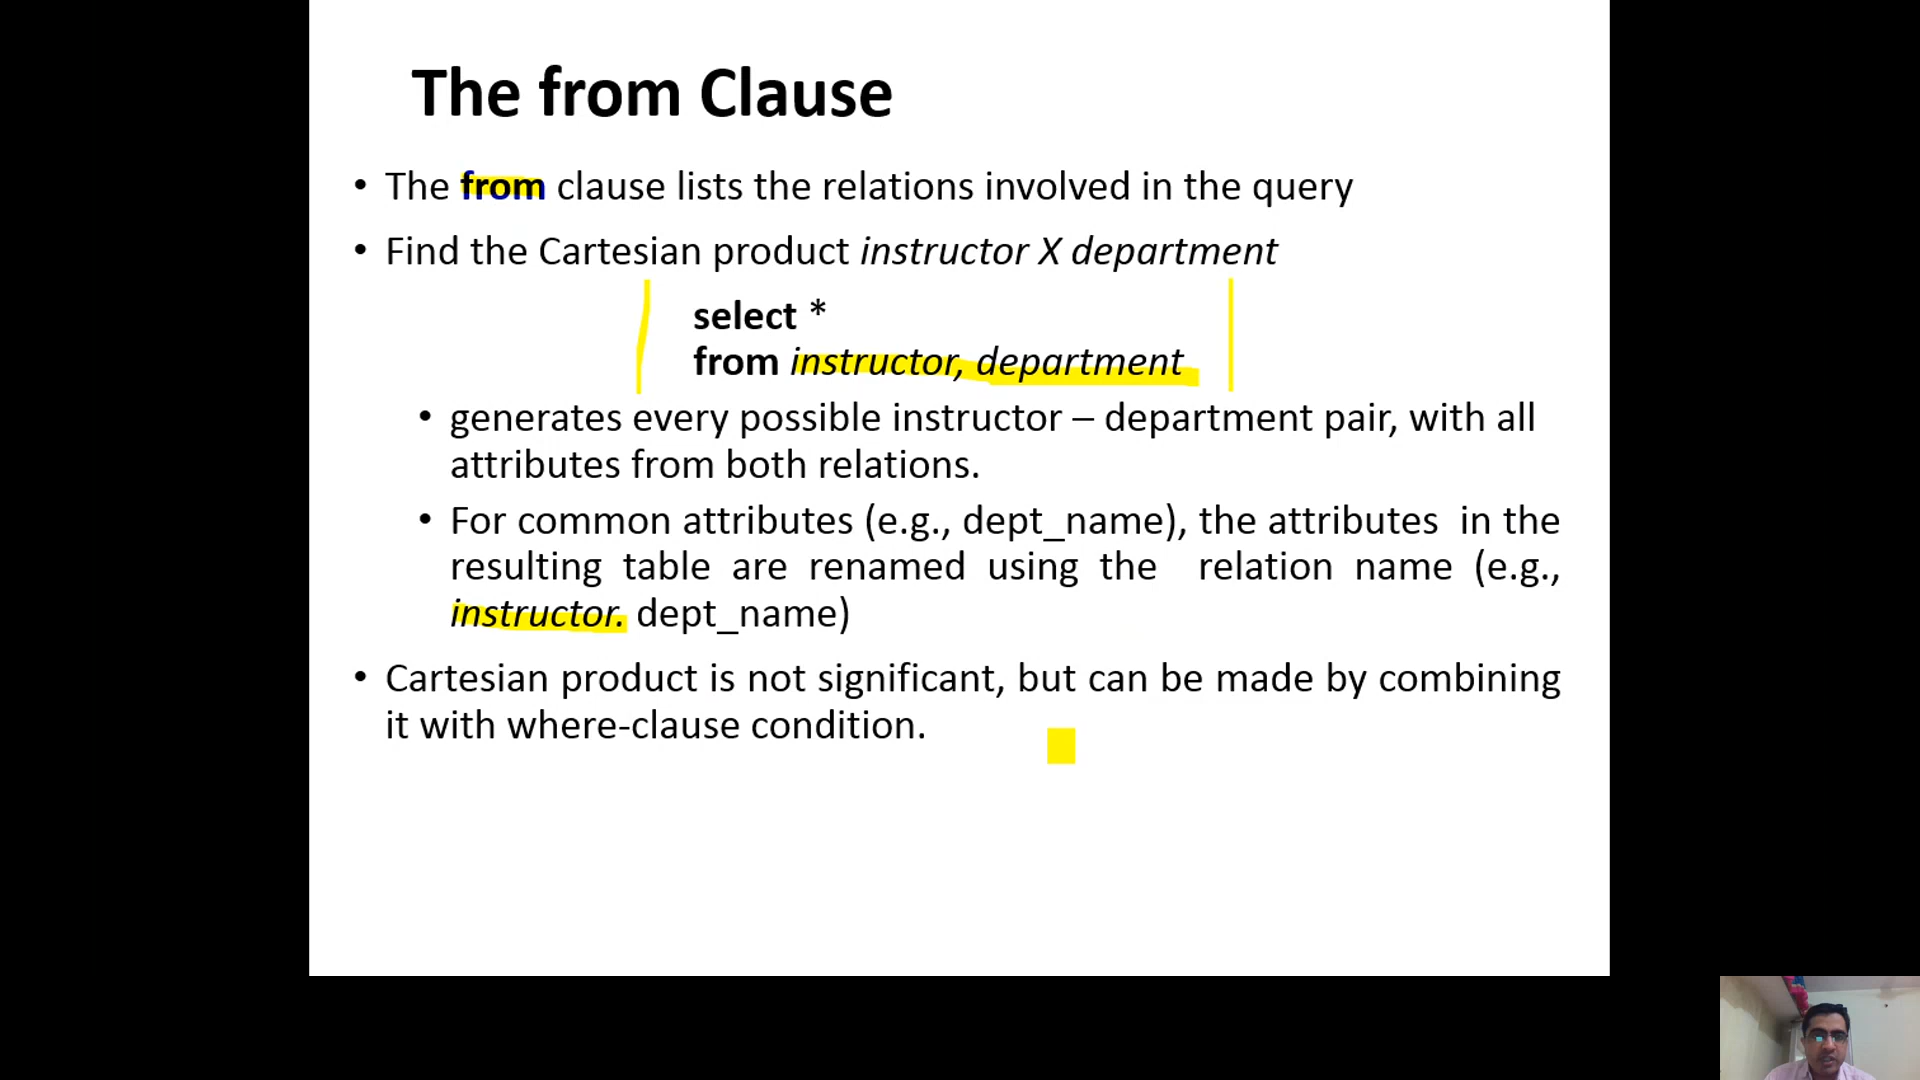 The from Clause
• The from clause lists the relations involved in the query
• Find the Cartesian product instructor X department
select *
from instructor, department
• generates every possible instructor – department pair, with all
attributes from both relations.
• For common attributes (e.g., dept_name), the attributes in the
resulting table are renamed using the relation name (e.g.,
instructor. dept_name)
• Cartesian product is not significant, but can be made by combining
it with where-clause condition.